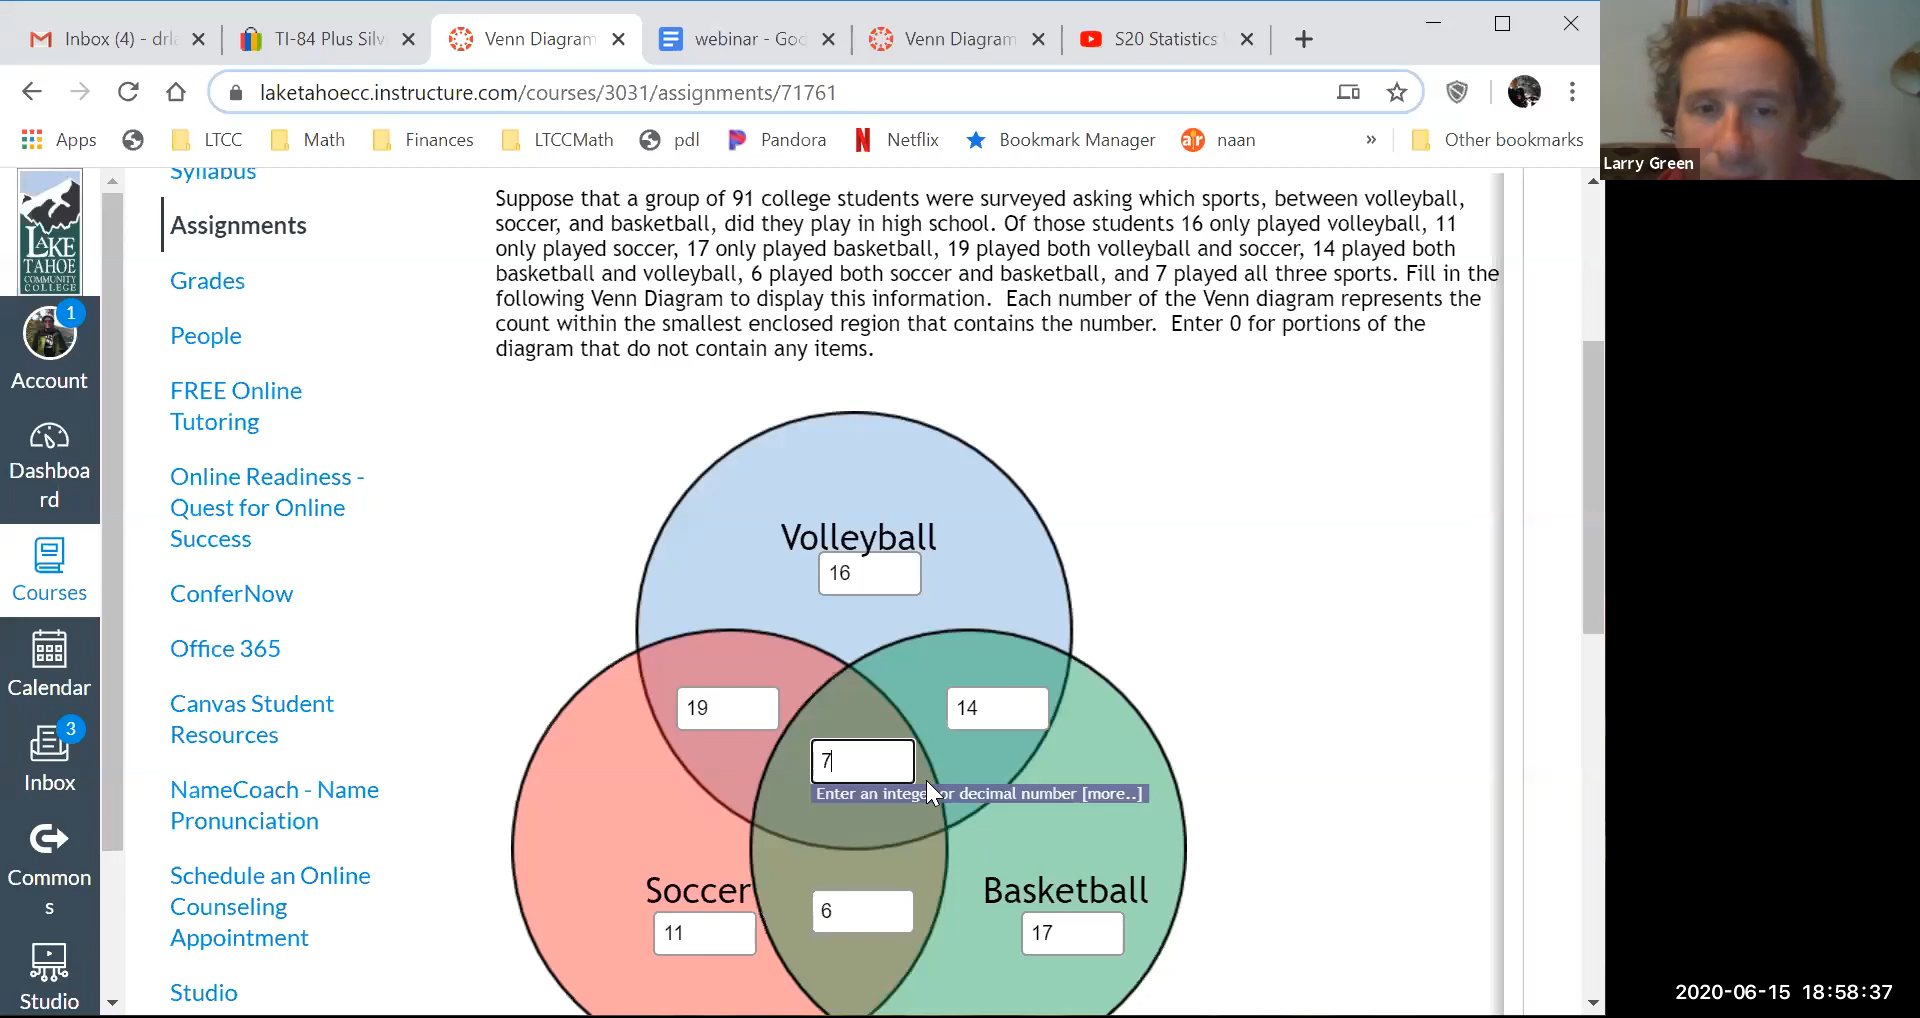 Inbox (4) - drla
TI-84 Plus Silv
Venn Diagram
webinar - Goo
Venn Diagram
S20 Statistics
laketahoecc.instructure.com/courses/3031/assignments/71761
Apps
LTCC
Math
Finances
LTCCMath
pdl
Pandora
Netflix
Bookmark Manager
naan
»
Other bookmarks
Larry Green
LAKE
TAHOE
COMMUNITY
COLLEGE
1
Account
Dashboa
rd
Courses
Calendar
3
Inbox
Common
s
Studio
Syllabus
Assignments
Grades
People
FREE Online
Tutoring
Online Readiness -
Quest for Online
Success
ConferNow
Office 365
Canvas Student
Resources
NameCoach - Name
Pronunciation
Schedule an Online
Counseling
Appointment
Studio
Suppose that a group of 91 college students were surveyed asking which sports, between volleyball,
soccer, and basketball, did they play in high school. Of those students 16 only played volleyball, 11
only played soccer, 17 only played basketball, 19 played both volleyball and soccer, 14 played both
basketball and volleyball, 6 played both soccer and basketball, and 7 played all three sports. Fill in the
following Venn Diagram to display this information. Each number of the Venn diagram represents the
count within the smallest enclosed region that contains the number. Enter 0 for portions of the
diagram that do not contain any items.
Volleyball
16
19
14
7
Enter an integer or decimal number [more..]
Soccer
11
6
Basketball
17
2020-06-15 18:58:37